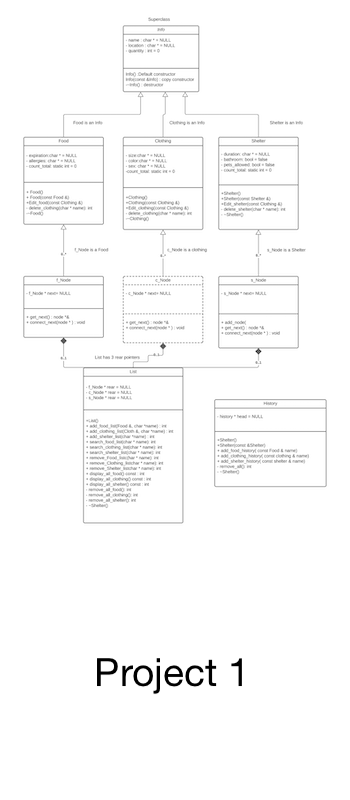 Superclass
Info
- name : char * = NULL
- location : char * = NULL
- quantity : int = 0
Info() :Default constructor
Info(const &Info) : copy constructor
~Info() : destructor
Food is an Info
Clothing is an Info
Shelter is an Info
Food
- expiration:char * = NULL
- allergins: char * = NULL
- count_total: static int = 0
+ Food()
+ Food(const Food &)
+Edit_food(const Clothing &)
- delete_clothing(char * name): int
~Food()
Clothing
- size:char * = NULL
- color:char * = NULL
- sex: char * = NULL
-count_total: static int = 0
+Clothing()
+Clothing(const Clothing &)
+Edit_clothing(const Clothing &)
- delete_clothing(char * name): int
~ Clothing()
Shelter
- duration: char * = NULL
- bathroom: bool = false
- pets_allowed: bool = false
-count_total: static int = 0
+Shelter()
+Shelter(const Shelter &)
+Edit_shelter(const Shelter &)
- delete_shelter(char * name): int
~ Shelter()
f_Node is a Food
c_Node is a clothing
s_Node is a Shelter
f_Node
- f_Node * next= NULL
+ get_next() : node *&
+ connect_next(node * ) : void
c_Node
- c_Node * next= NULL
+ get_next() : node *&
+ connect_next(node * ) : void
s_Node
- s_Node * next= NULL
+ add_node(
+ get_next() : node *&
+ connect_next(node * ) : void
List has 3 rear pointers
List
- f_Node * rear = NULL
- c_Node * rear = NULL
- s_Node * rear = NULL
+List()
+ add_food_list(Food &, char *name): int
+ add_clothing_list(Cloth &, char *name): int
+ add_shelter_list(char *name): int
+ search_food_list(char *name): int
+ search_clothing_list(char *name): int
+ search_shelter_list(char *name): int
+ remove_Food_list(char *name): int
+ remove_Clothing_list(char * name): int
+ remove_Shelter_list(char * name): int
+ display_all_food() const : int
+ display_all_clothing() const : int
+ display_all_shelter() const : int
- remove_all_food(): int
- remove_all_clothing(): int
- remove_all_shelter(): int
- ~Shelter()
History
- history * head = NULL
+Shelter()
+Shelter(const &Shelter)
+ add_food_history( const Food & name)
+ add_clothing_history( const clothing & name)
+ add_shelter_history( const shelter & name)
- remove_all(): int
- ~Shelter()
Project 1